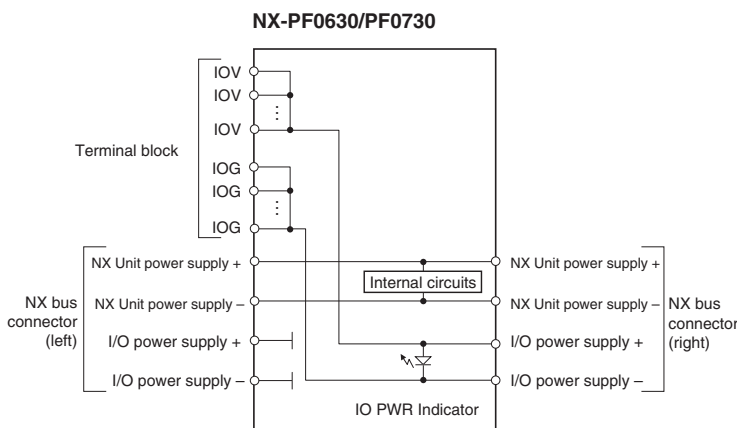 NX-PF0630/PF0730
IOV
IOV
⋮
IOV
Terminal block
IOG
IOG
⋮
IOG
NX bus
connector
(left)
NX Unit power supply +
NX Unit power supply –
I/O power supply +
I/O power supply –
Internal circuits
IO PWR Indicator
NX Unit power supply +
NX Unit power supply –
I/O power supply +
I/O power supply –
NX bus
connector
(right)